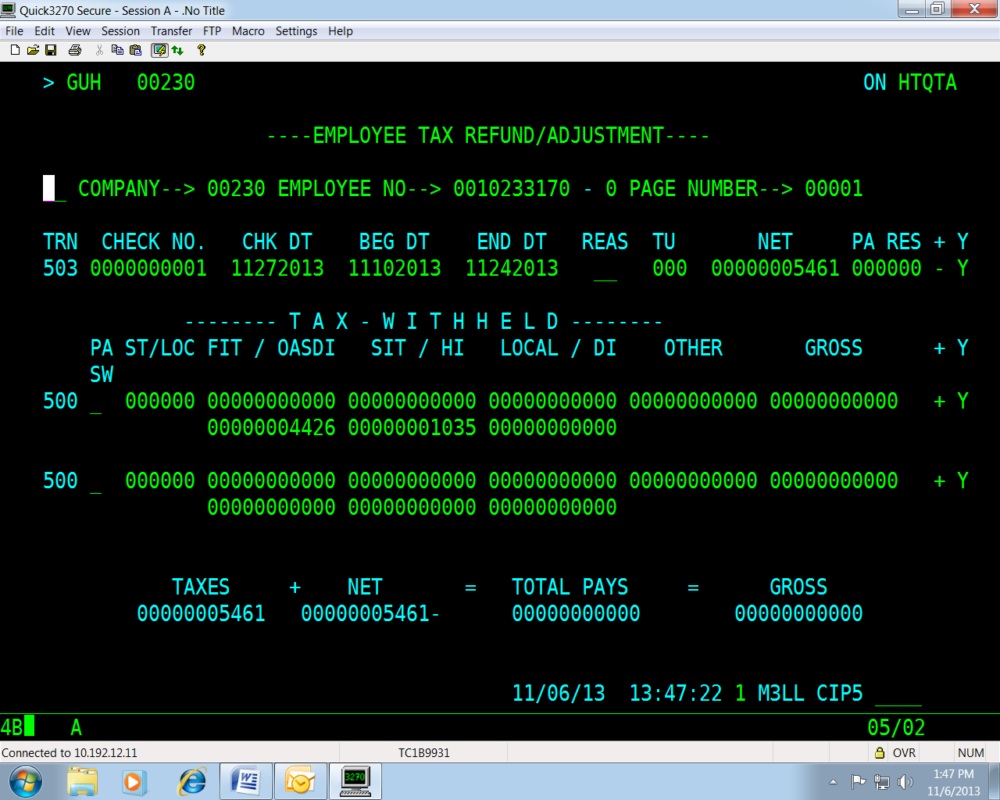 Quick3270 Secure - Session A - .No Title
File Edit View Session Transfer FTP Macro Settings Help
> GUH 00230 ON HTQTA
----EMPLOYEE TAX REFUND/ADJUSTMENT----
_ COMPANY--> 00230 EMPLOYEE NO--> 0010233170 - 0 PAGE NUMBER--> 00001
TRN CHECK NO. CHK DT BEG DT END DT REAS TU NET PA RES + Y
503 0000000001 11272013 11102013 11242013 __ 000 00000005461 000000 - Y
-------- T A X - W I T H H E L D --------
PA ST/LOC FIT / OASDI SIT / HI LOCAL / DI OTHER GROSS + Y
SW
500 _ 000000 00000000000 00000000000 00000000000 00000000000 00000000000 + Y
00000004426 00000001035 00000000000
500 _ 000000 00000000000 00000000000 00000000000 00000000000 00000000000 + Y
00000000000 00000000000 00000000000
TAXES + NET = TOTAL PAYS = GROSS
00000005461 00000005461- 00000000000 00000000000
11/06/13 13:47:22 1 M3LL CIP5 ____
4B A 05/02
Connected to 10.192.12.11 TC1B9931 OVR NUM
3270
1:47 PM
11/6/2013